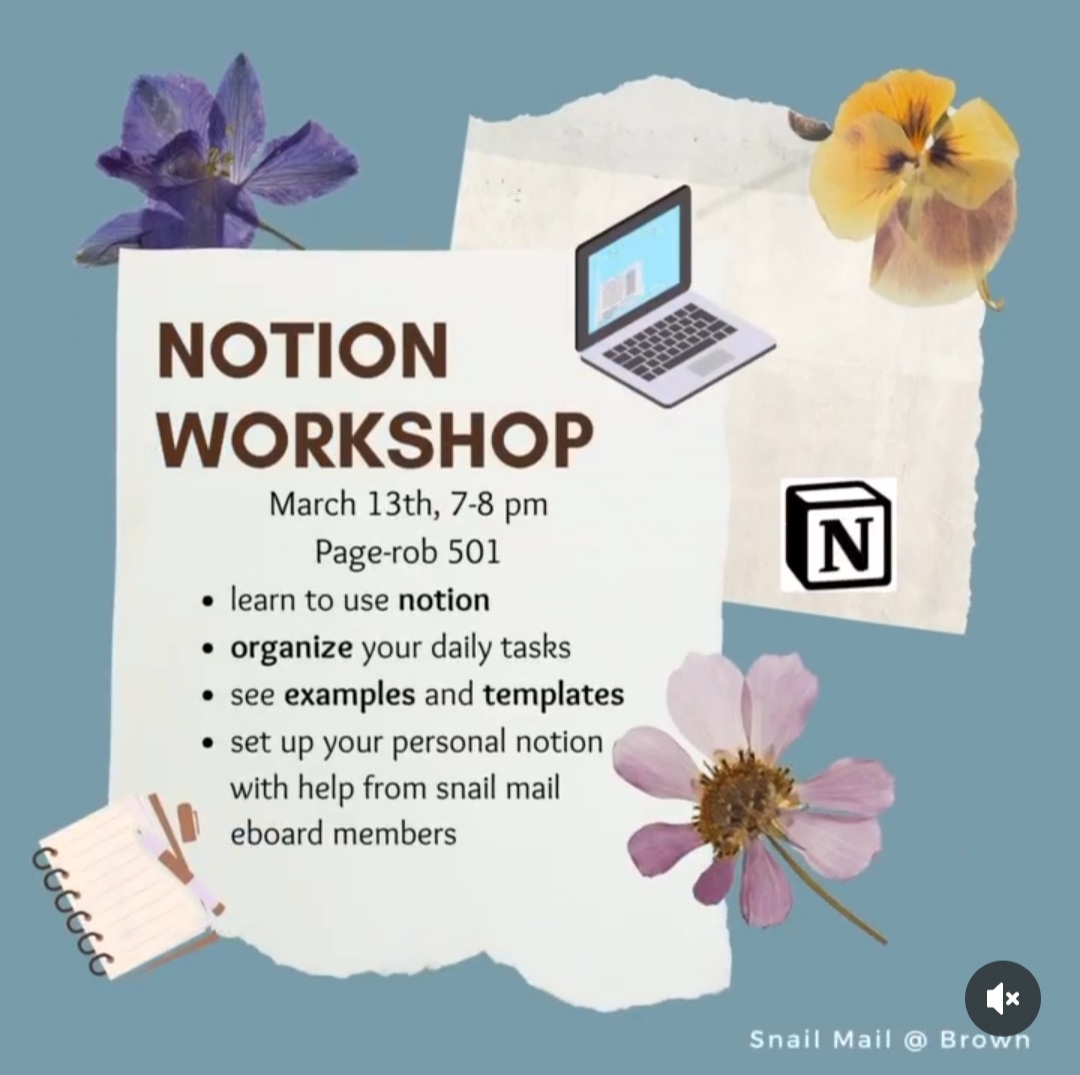 NOTION
WORKSHOP
March 13th, 7-8 pm
Page-rob 501
• learn to use notion
• organize your daily tasks
• see examples and templates
• set up your personal notion
with help from snail mail
eboard members
N
Snail Mail @ Brown